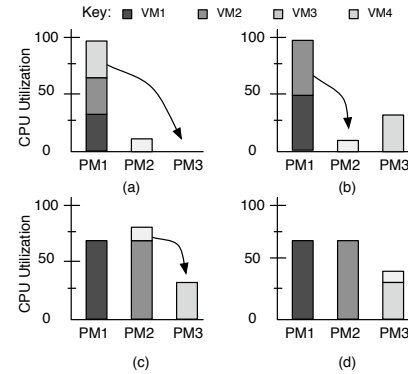 Key: VM1 VM2 VM3 VM4
CPU Utilization
100
50
0
PM1 PM2 PM3
(a)
100
50
0
PM1 PM2 PM3
(b)
CPU Utilization
100
50
0
PM1 PM2 PM3
(c)
100
50
0
PM1 PM2 PM3
(d)